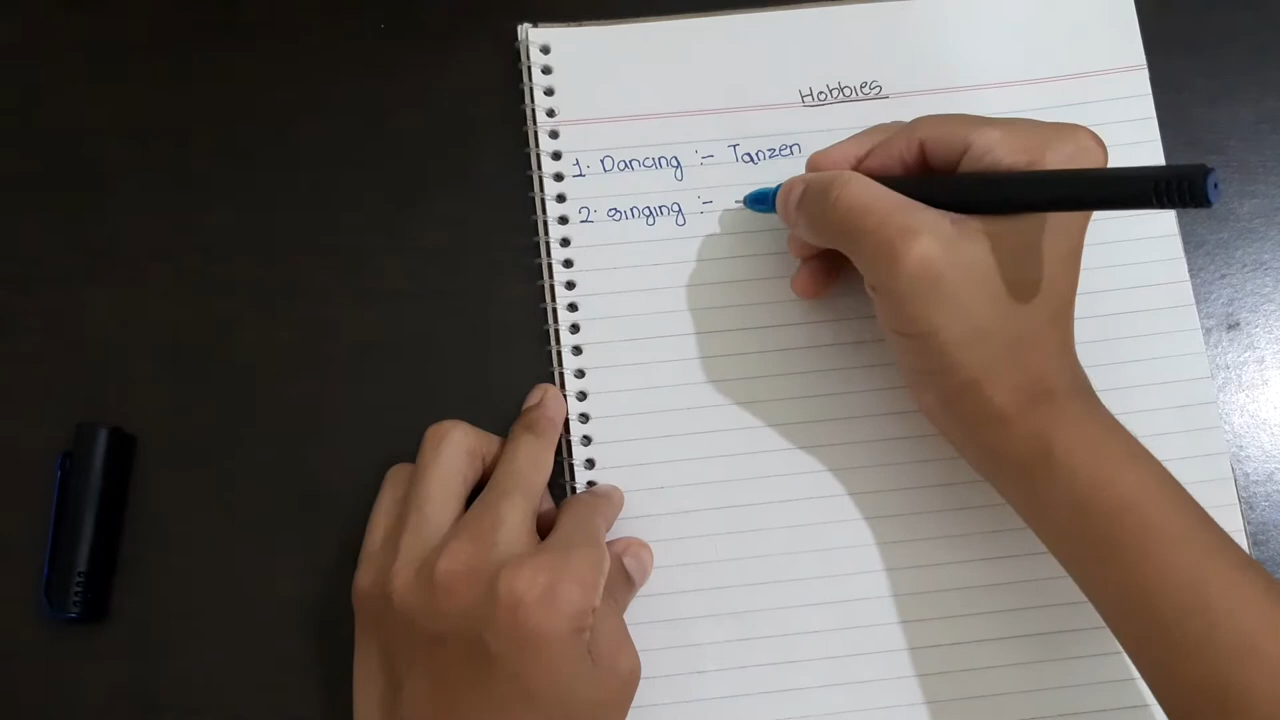 Hobbies
1. Dancing :- Tanzen
2. singing :-